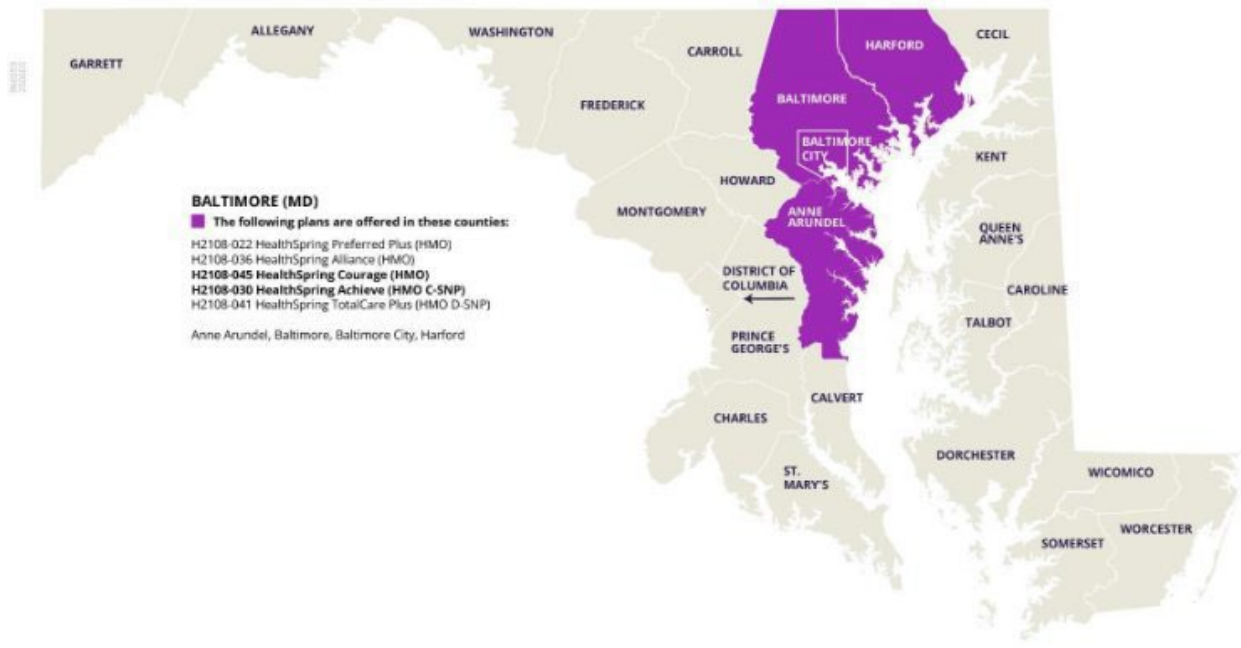 ALLEGANY
WASHINGTON
CECIL
GARRETT
CARROLL
HARFORD
FREDERICK
BALTIMORE
BALTIMORE
CITY
KENT
HOWARD
MONTGOMERY
ANNE
ARUNDEL
QUEEN
ANNE'S
DISTRICT OF
COLUMBIA
CAROLINE
TALBOT
PRINCE
GEORGE'S
CALVERT
CHARLES
DORCHESTER
ST.
MARY'S
WICOMICO
WORCESTER
SOMERSET
BALTIMORE (MD)
The following plans are offered in these counties:
H2108-022 HealthSpring Preferred Plus (HMO)
H2108-036 HealthSpring Alliance (HMO)
H2108-045 HealthSpring Courage (HMO)
H2108-030 HealthSpring Achieve (HMO C-SNP)
H2108-041 HealthSpring TotalCare Plus (HMO D-SNP)
Anne Arundel, Baltimore, Baltimore City, Harford